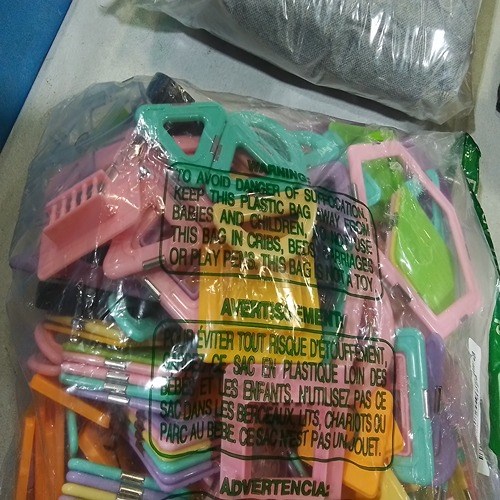 WARNING:
TO AVOID DANGER OF SUFFOCATION,
KEEP THIS PLASTIC BAG AWAY FROM
BABIES AND CHILDREN. DO NOT USE
THIS BAG IN CRIBS, BEDS, CARRIAGES
OR PLAY PENS. THIS BAG IS NOT A TOY
AVERTISSEMENT:
POUR ÉVITER TOUT RISQUE D'ÉTOUFFEMENT,
CE SAC EN PLASTIQUE LOIN DES
BÉBÉS ET LES ENFANTS. N'UTILISEZ PAS CE
SAC DANS LES BERCEAUX, LITS, CHARIOTS OU
PARC AU BÉBÉ. CE SAC N'EST PAS UN JOUET.
ADVERTENCIA: